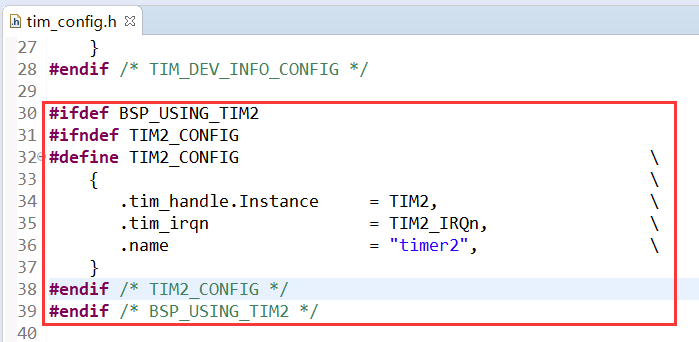 tim_config.h
27     }
28 #endif /* TIM_DEV_INFO_CONFIG */
29
30 #ifdef BSP_USING_TIM2
31 #ifndef TIM2_CONFIG
32 #define TIM2_CONFIG                                         \
33     {                                                       \
34        .tim_handle.Instance     = TIM2,                     \
35        .tim_irqn                = TIM2_IRQn,                \
36        .name                    = "timer2",                 \
37     }
38 #endif /* TIM2_CONFIG */
39 #endif /* BSP_USING_TIM2 */
40